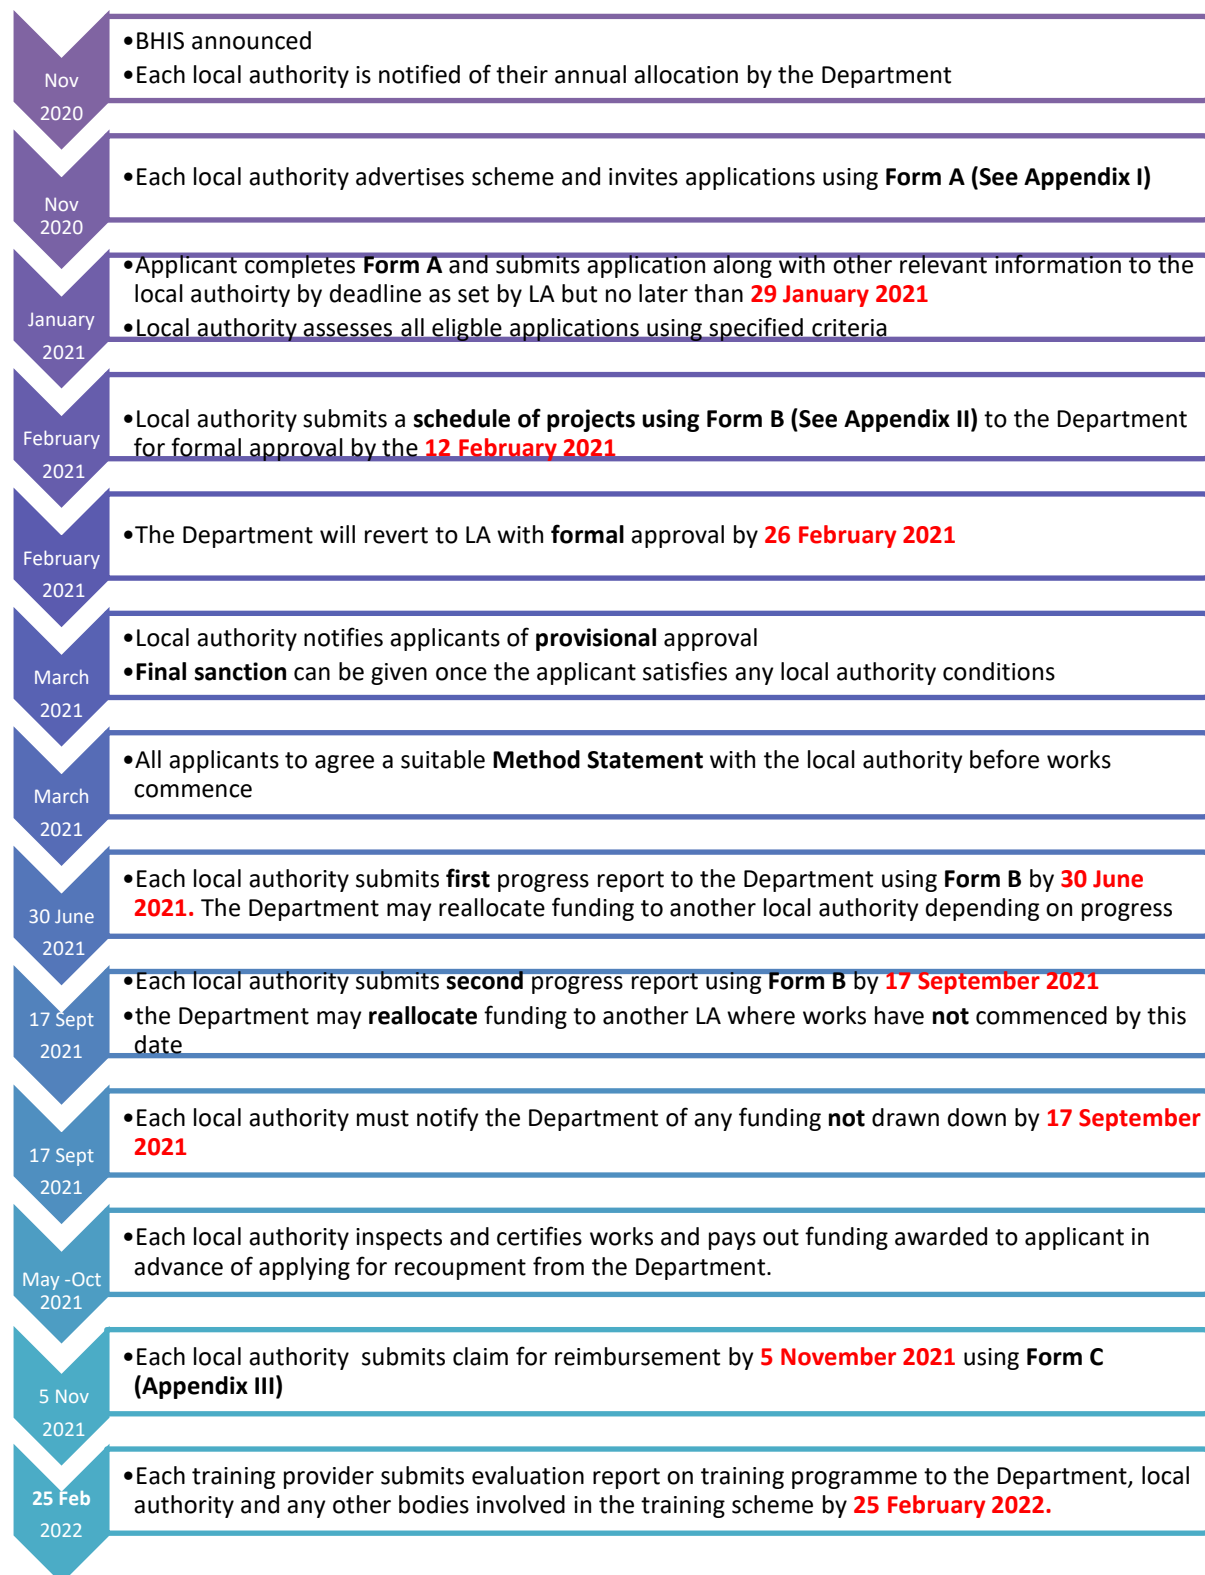 Nov
2020
•BHIS announced
•Each local authority is notified of their annual allocation by the Department
Nov
2020
•Each local authority advertises scheme and invites applications using Form A (See Appendix I)
January
2021
•Applicant completes Form A and submits application along with other relevant information to the
local authoirty by deadline as set by LA but no later than 29 January 2021
•Local authority assesses all eligble applications using specified criteria
February
2021
•Local authority submits a schedule of projects using Form B (See Appendix II) to the Department
for formal approval by the 12 February 2021
February
2021
•The Department will revert to LA with formal approval by 26 February 2021
March
2021
•Local authority notifies applicants of provisional approval
•Final sanction can be given once the applicant satisfies any local authority conditions
March
2021
•All applicants to agree a suitable Method Statement with the local authority before works
commence
30 June
2021
•Each local authority submits first progress report to the Department using Form B by 30 June
2021. The Department may reallocate funding to another local authority depending on progress
17 Sept
2021
•Each local authority submits second progress report using Form B by 17 September 2021
•the Department may reallocate funding to another LA where works have not commenced by this
date
17 Sept
2021
•Each local authority must notify the Department of any funding not drawn down by 17 September
2021
May -Oct
2021
•Each local authority inspects and certifies works and pays out funding awarded to applicant in
advance of applying for recoupment from the Department.
5 Nov
2021
•Each local authority  submits claim for reimbursement by 5 November 2021 using Form C
(Appendix III)
25 Feb
2022
•Each training provider submits evaluation report on training programme to the Department, local
authority and any other bodies involved in the training scheme by 25 February 2022.